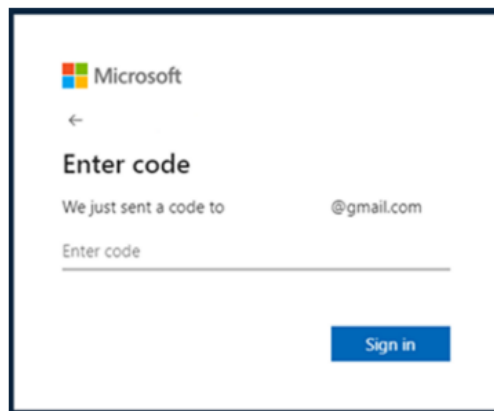 Microsoft
←
Enter code
We just sent a code to @gmail.com
Enter code
Sign in